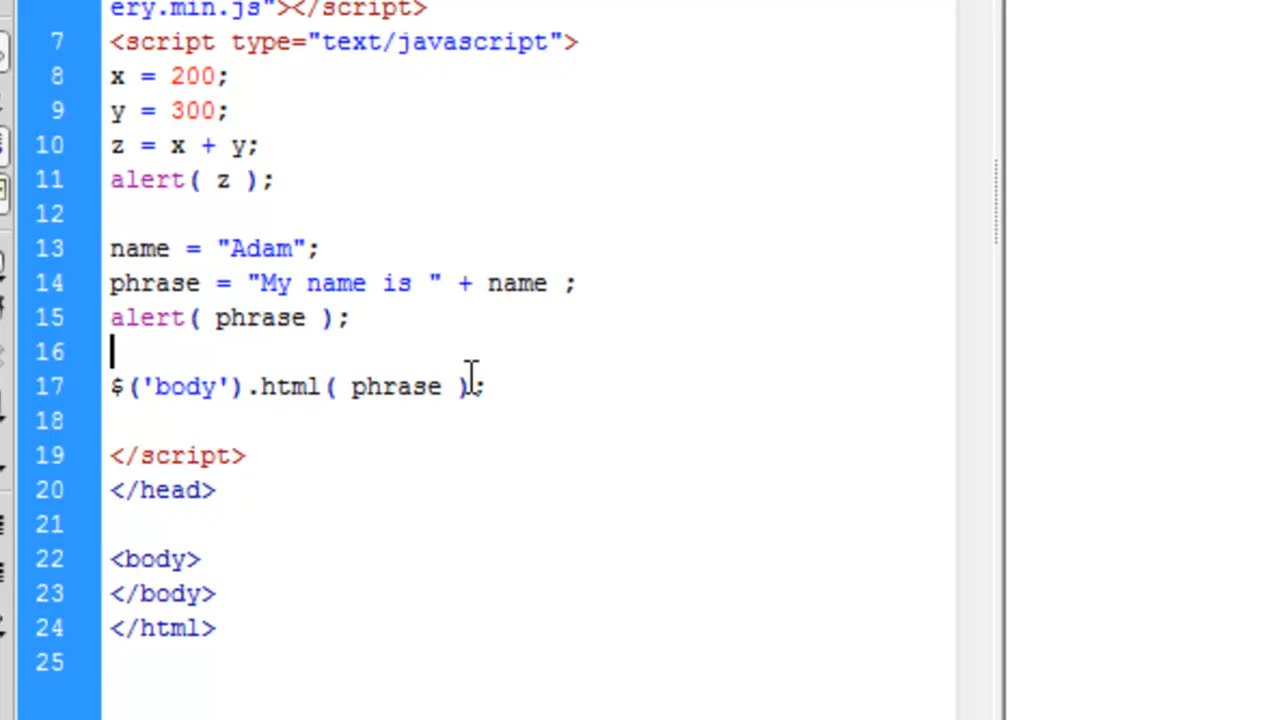 ery.min.js"></script>
7 <script type="text/javascript">
8 x = 200;
9 y = 300;
10 z = x + y;
11 alert( z );
12
13 name = "Adam";
14 phrase = "My name is " + name ;
15 alert( phrase );
16
17 $('body').html( phrase );
18
19 </script>
20 </head>
21
22 <body>
23 </body>
24 </html>
25